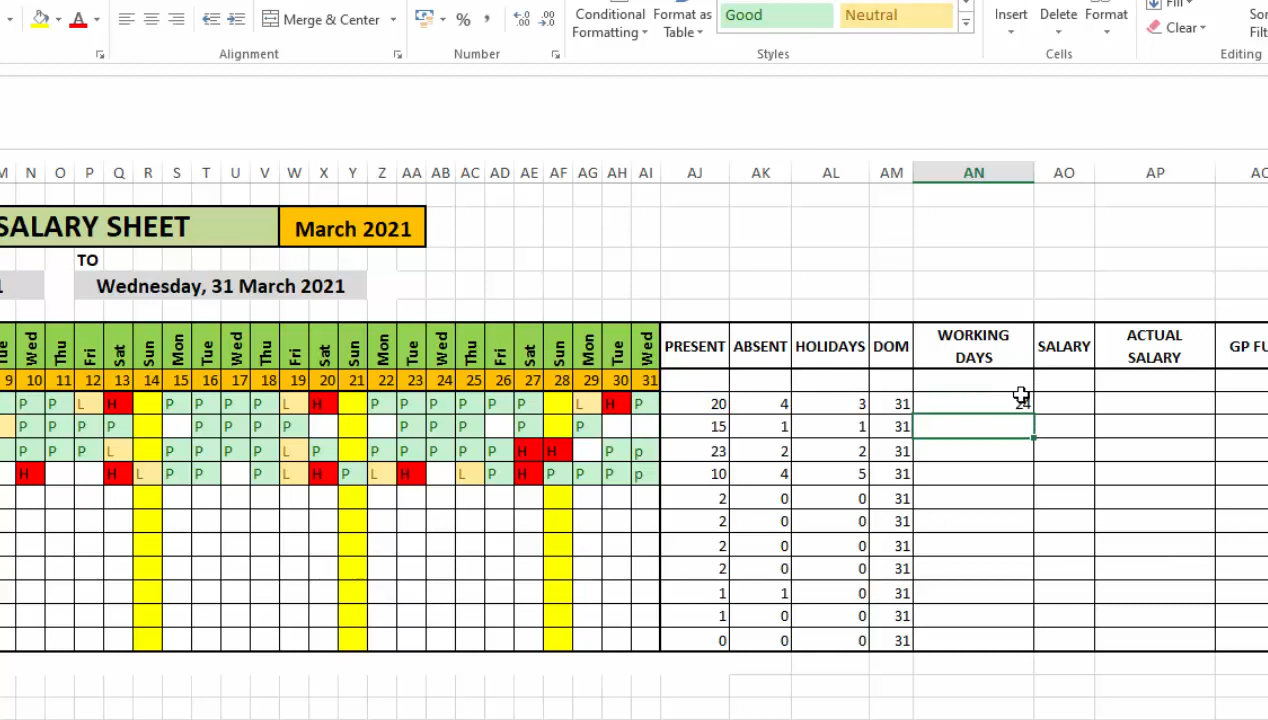 Merge & Center
%
Conditional Formatting
Format as Table
Good
Neutral
Insert
Delete
Format
Fill
Clear
Alignment
Number
Styles
Cells
Editing
N O P Q R S T U V W X Y Z AA AB AC AD AE AF AG AH AI AJ AK AL AM AN AO AP
SALARY SHEET
March 2021
TO
1
Wednesday, 31 March 2021
Tue Wed Thu Fri Sat Sun Mon Tue Wed Thu Fri Sat Sun Mon Tue Wed Thu Fri Sat Sun Mon Tue Wed PRESENT ABSENT HOLIDAYS DOM WORKING DAYS SALARY ACTUAL SALARY GP FU
9 10 11 12 13 14 15 16 17 18 19 20 21 22 23 24 25 26 27 28 29 30 31
P P L H P P P P L H P P P P P P L H P 20 4 3 31 24
P P P P P P P P P P P P P 15 1 1 31
P P P L P P P P L P P P P P P H H P p 23 2 2 31
H H L P P P L H P L H L P H P P P p 10 4 5 31
2 0 0 31
2 0 0 31
2 0 0 31
2 0 0 31
1 1 0 31
1 0 0 31
0 0 0 31